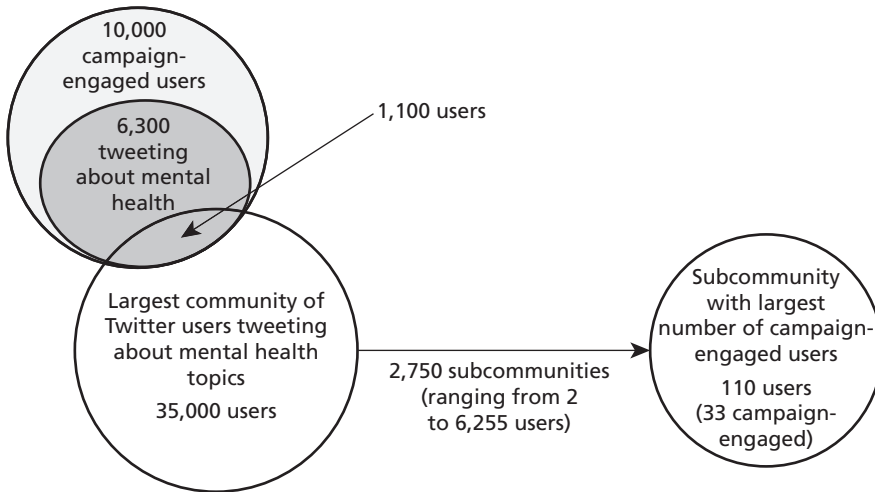 10,000
campaign-
engaged users
6,300
tweeting
about mental
health
1,100 users
Largest community of
Twitter users tweeting
about mental health
topics
35,000 users
2,750 subcommunities
(ranging from 2
to 6,255 users)
Subcommunity
with largest
number of campaign-
engaged users
110 users
(33 campaign-
engaged)